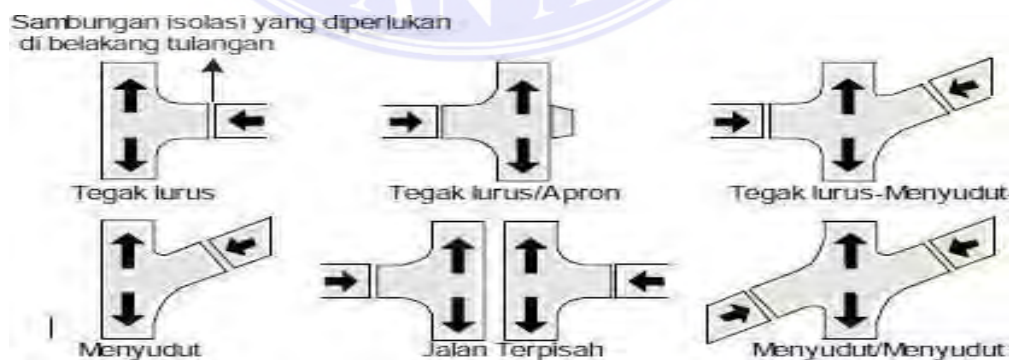 Sambungan isolasi yang diperlukan
di belakang tulangan
Tegak lurus
Tegak lurus/Apron
Tegak lurus-Menyudut
Menyudut
Jalan Terpisah
Menyudut/Menyudut